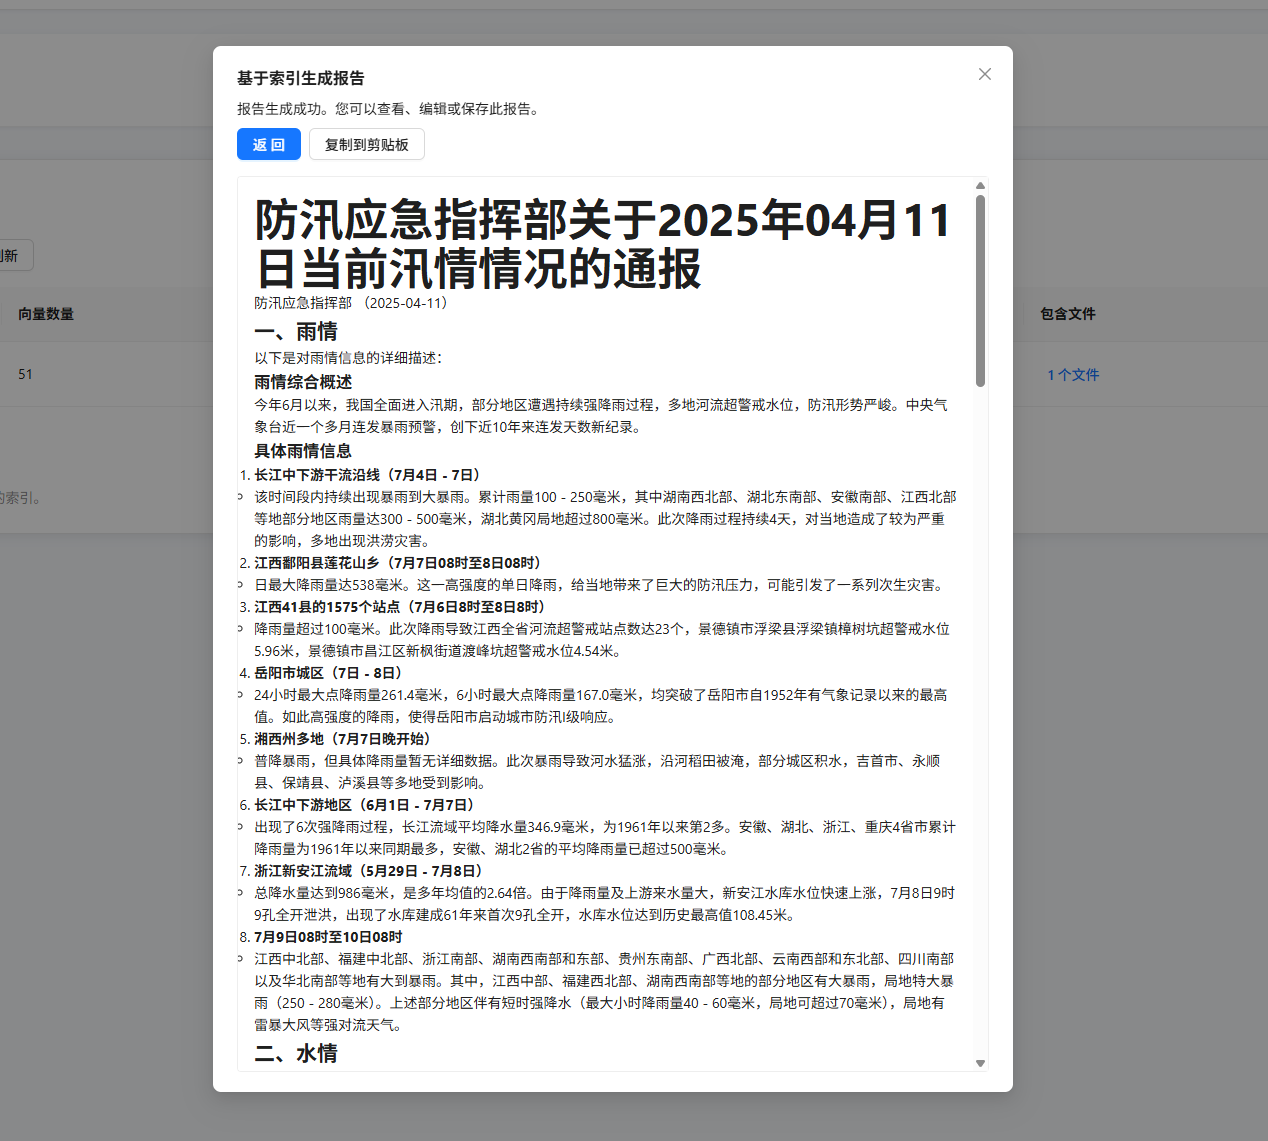 基于索引生成报告
报告生成成功。您可以查看、编辑或保存此报告。
返 回
复制到剪贴板
防汛应急指挥部关于2025年04月11
日当前汛情情况的通报
防汛应急指挥部 （2025-04-11）
一、雨情
以下是对雨情信息的详细描述：
雨情综合概述
今年6月以来，我国全面进入汛期，部分地区遭遇持续强降雨过程，多地河流超警戒水位，防汛形势严峻。中央气
象台近一个多月连发暴雨预警，创下近10年来连发天数新纪录。
具体雨情信息
1. 长江中下游干流沿线（7月4日 - 7日）
该时间段内持续出现暴雨到大暴雨。累计雨量100 - 250毫米，其中湖南西北部、湖北东南部、安徽南部、江西北部
等地部分地区雨量达300 - 500毫米，湖北黄冈局地超过800毫米。此次降雨过程持续4天，对当地造成了较为严重
的影响，多地出现洪涝灾害。
2. 江西鄱阳县莲花山乡（7月7日08时至8日08时）
日最大降雨量达538毫米。这一高强度的单日降雨，给当地带来了巨大的防汛压力，可能引发了一系列次生灾害。
3. 江西41县的1575个站点（7月6日8时至8日8时）
降雨量超过100毫米。此次降雨导致江西全省河流超警戒站点数达23个，景德镇市浮梁县浮梁镇樟树坑超警戒水位
5.96米，景德镇市昌江区新枫街道渡峰坑超警戒水位4.54米。
4. 岳阳市城区（7日 - 8日）
24小时最大点降雨量261.4毫米，6小时最大点降雨量167.0毫米，均突破了岳阳市自1952年有气象记录以来的最高
值。如此高强度的降雨，使得岳阳市启动城市防汛I级响应。
5. 湘西州多地（7月7日晚开始）
普降暴雨，但具体降雨量暂无详细数据。此次暴雨导致河水猛涨，沿河稻田被淹，部分城区积水，吉首市、永顺
县、保靖县、泸溪县等多地受到影响。
6. 长江中下游地区（6月1日 - 7月7日）
出现了6次强降雨过程，长江流域平均降水量346.9毫米，为1961年以来第2多。安徽、湖北、浙江、重庆4省市累计
降雨量为1961年以来同期最多，安徽、湖北2省的平均降雨量已超过500毫米。
7. 浙江新安江流域（5月29日 - 7月8日）
总降水量达到986毫米，是多年均值的2.64倍。由于降雨量及上游来水量大，新安江水库水位快速上涨，7月8日9时
9孔全开泄洪，出现了水库建成61年来首次9孔全开，水库水位达到历史最高值108.45米。
8. 7月9日08时至10日08时
江西中北部、福建中北部、浙江南部、湖南西南部和东部、贵州东南部、广西北部、云南西部和东北部、四川南部
以及华北南部等地有大到暴雨。其中，江西中部、福建西北部、湖南西南部等地的部分地区有大暴雨，局地特大暴
雨（250 - 280毫米）。上述部分地区伴有短时强降水（最大小时降雨量40 - 60毫米，局地可超过70毫米），局地有
雷暴大风等强对流天气。
二、水情
新
向量数量
包含文件
51
1 个文件
的索引。